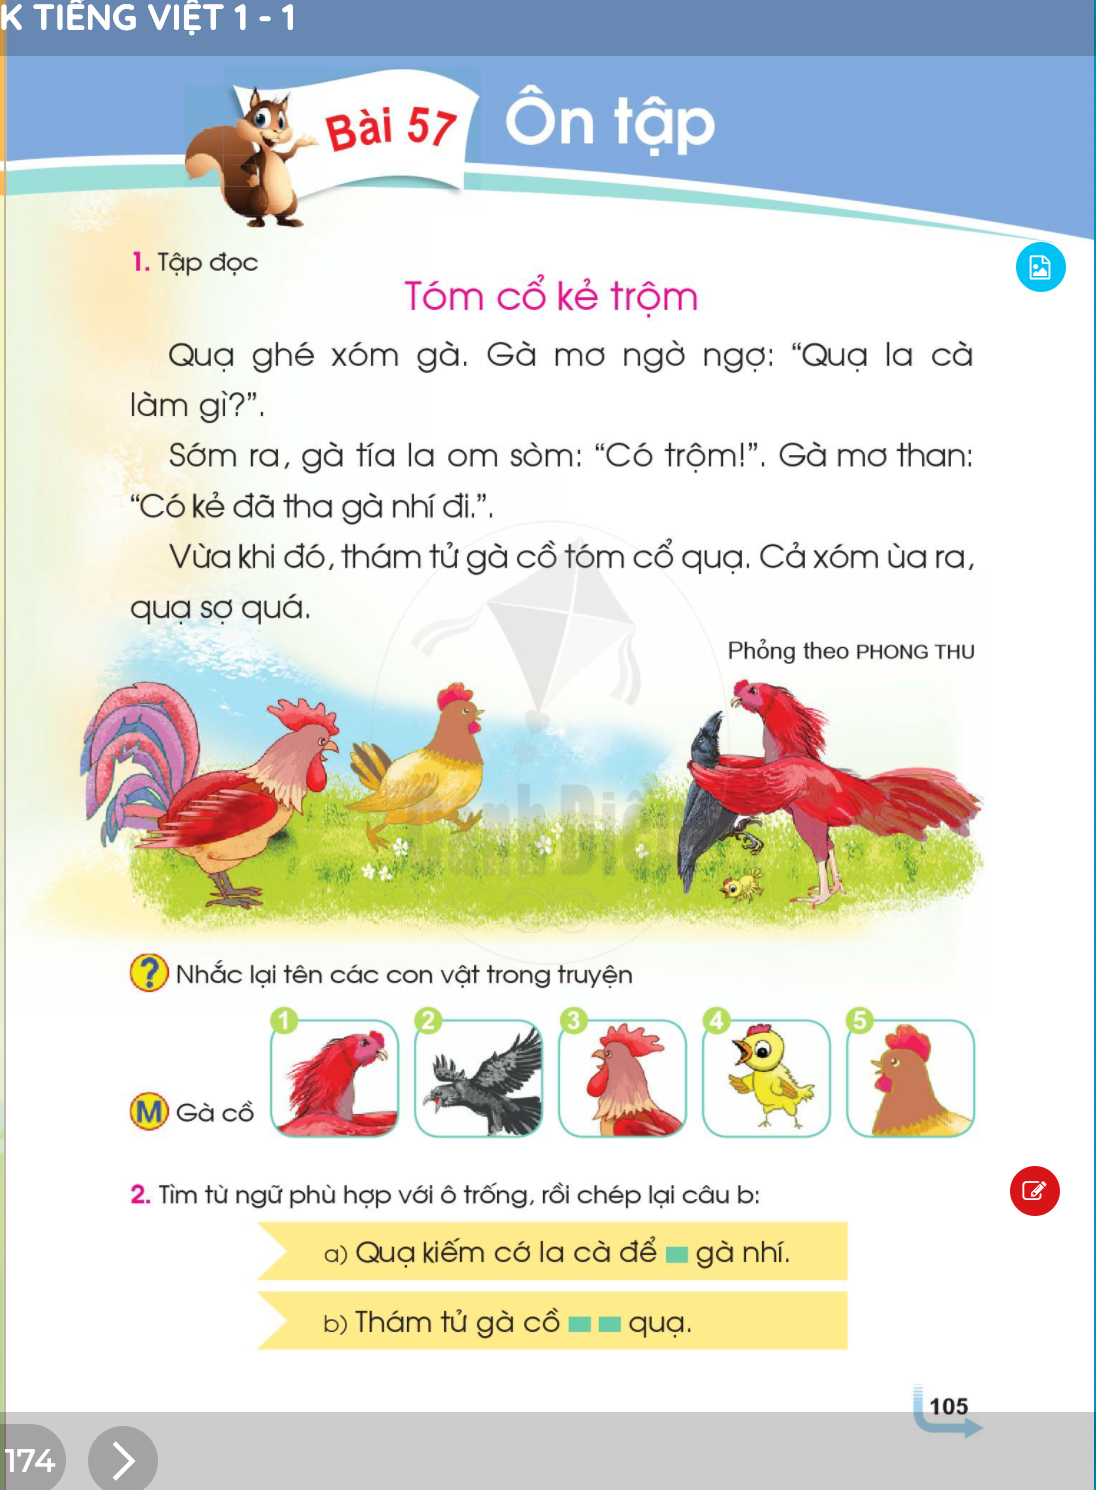 K TIẾNG VIỆT 1 - 1
Bài 57
Ôn tập
1. Tập đọc
Tóm cổ kẻ trộm
Quạ ghé xóm gà. Gà mơ ngờ ngợ: “Quạ la cà
làm gì?”.
Sớm ra, gà tía la om sòm: “Có trộm!”. Gà mơ than:
“Có kẻ đã tha gà nhí đi.”.
Vừa khi đó, thám tử gà cồ tóm cổ quạ. Cả xóm ùa ra,
quạ sợ quá.
Phỏng theo PHONG THU
? Nhắc lại tên các con vật trong truyện
1 2 3 4 5
M Gà cồ
2. Tìm từ ngữ phù hợp với ô trống, rồi chép lại câu b:
a) Quạ kiếm cớ la cà để gà nhí.
b) Thám tử gà cồ quạ.
105
174